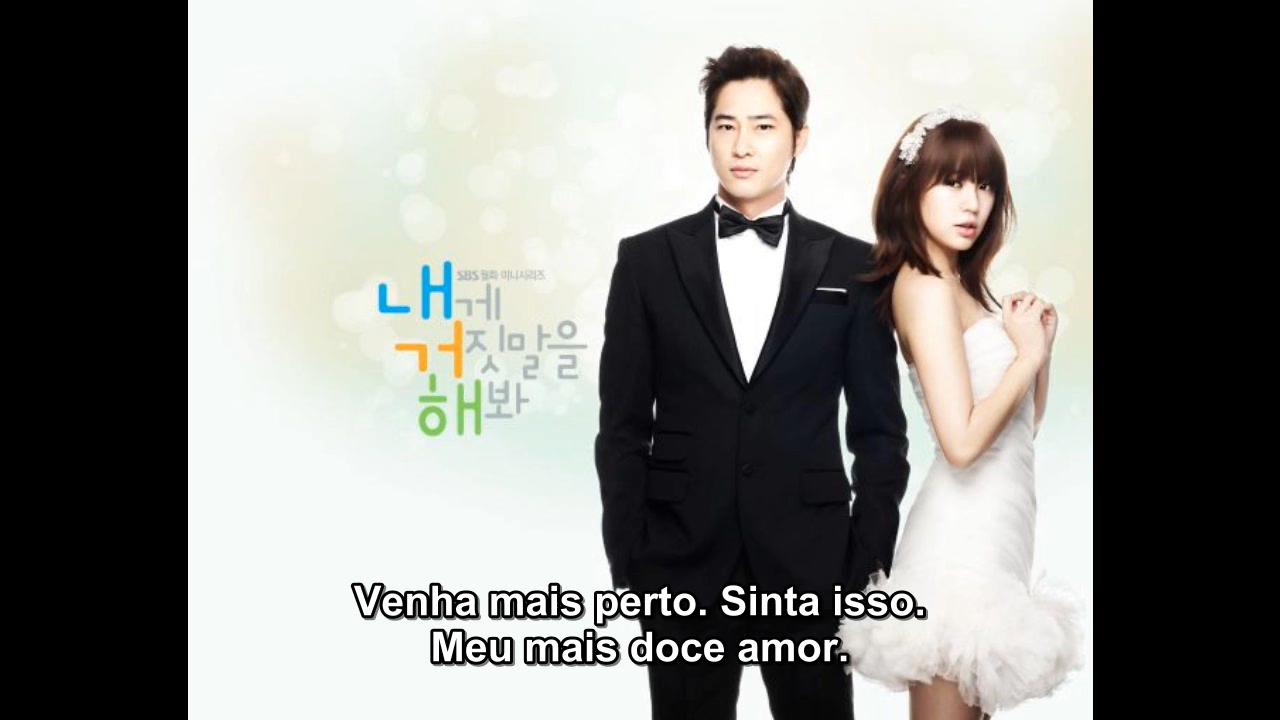 SBS 월화 미니시리즈
내게
거짓말을
해봐
Venha mais perto. Sinta isso.
Meu mais doce amor.